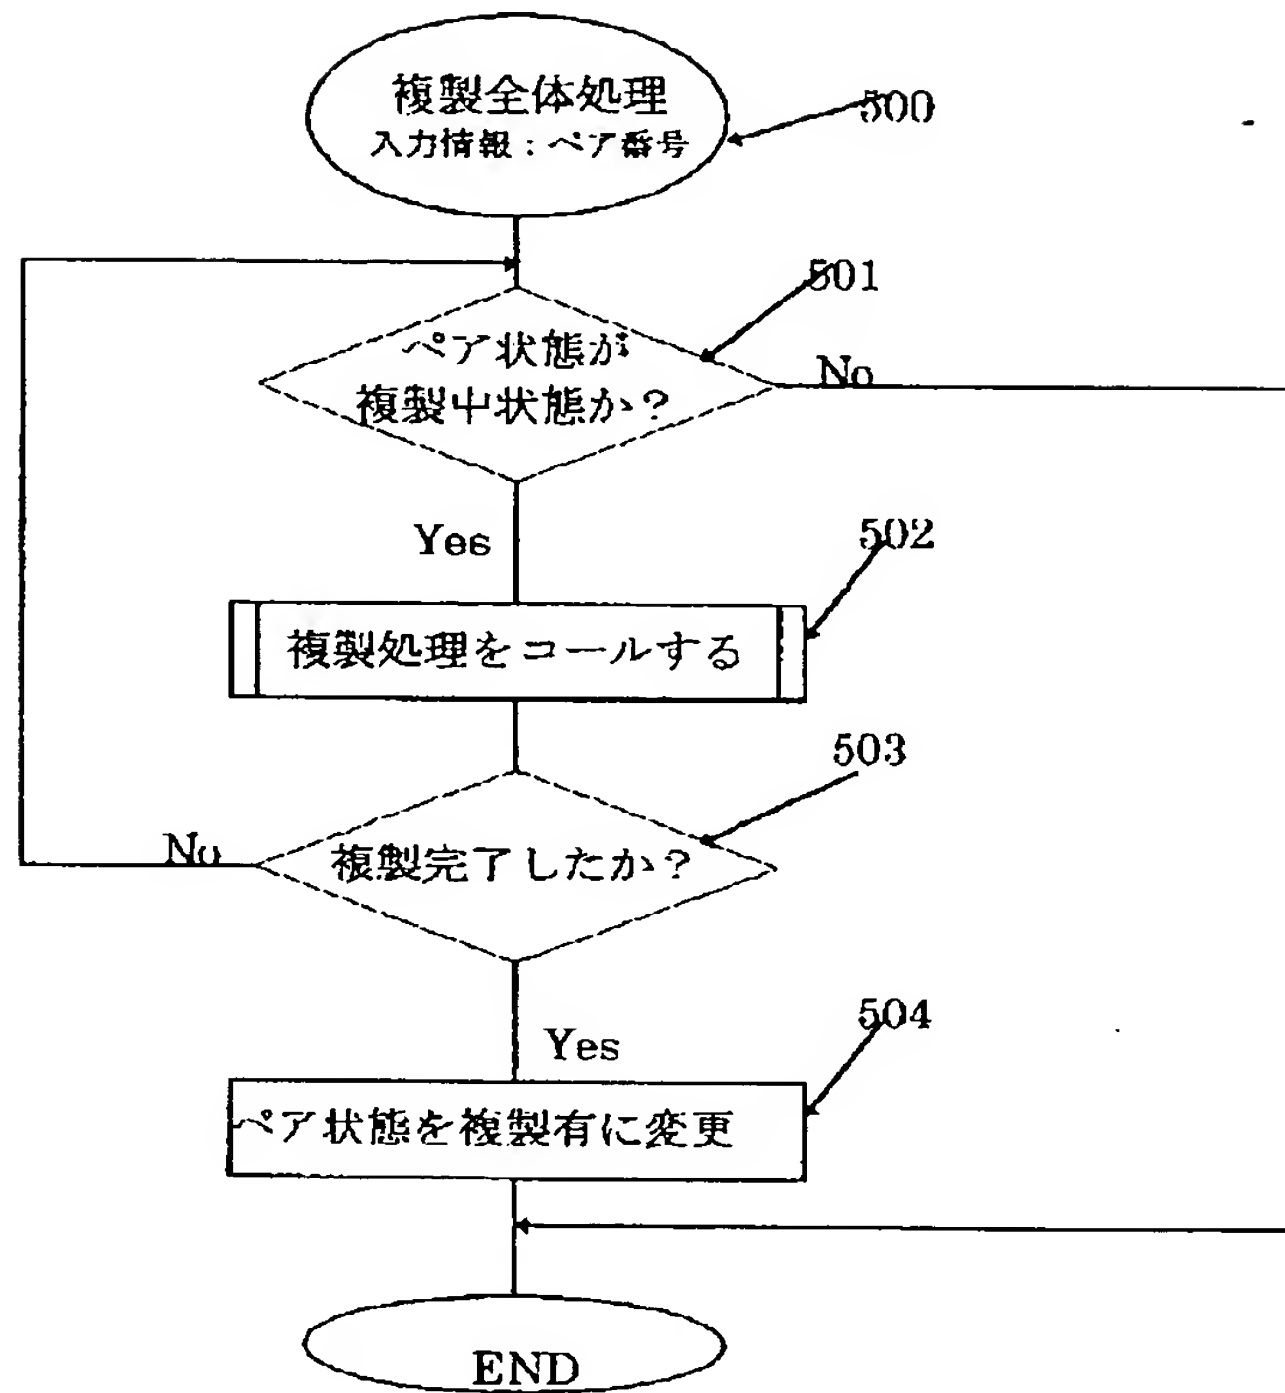 複製全体処理
入力情報：ペア番号
500
501
ペア状態が
複製中状態か？
No
Yes
502
複製処理をコールする
503
No
複製完了したか？
504
Yes
ペア状態を複製有に変更
END